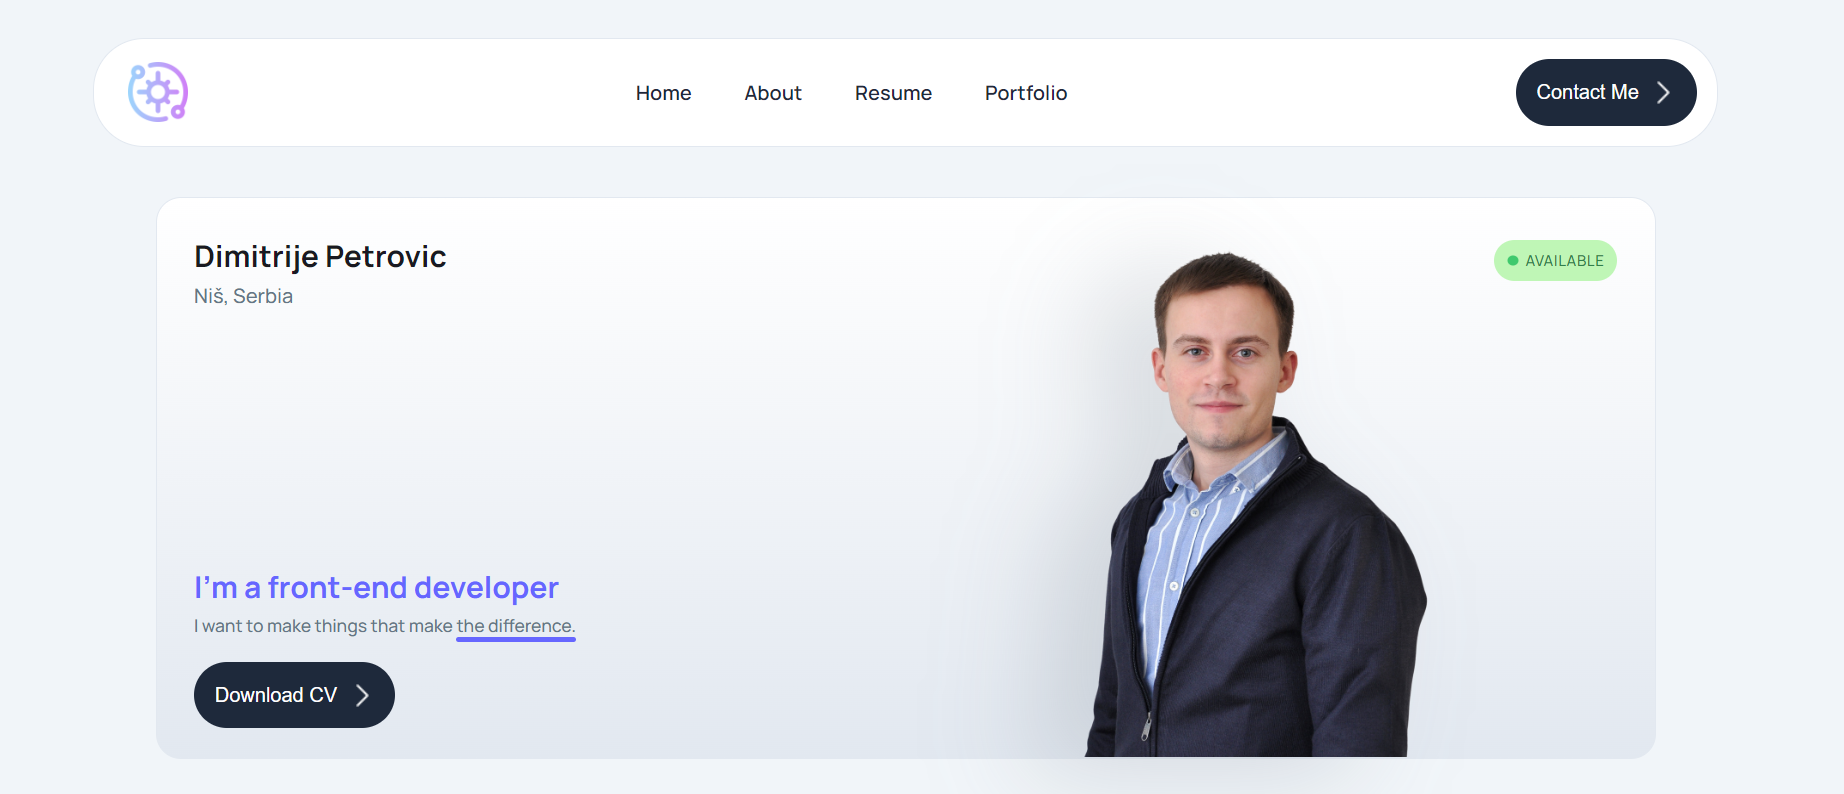 Home
About
Resume
Portfolio
Contact Me
Dimitrije Petrovic
Niš, Serbia
AVAILABLE
I'm a front-end developer
I want to make things that make the difference.
Download CV